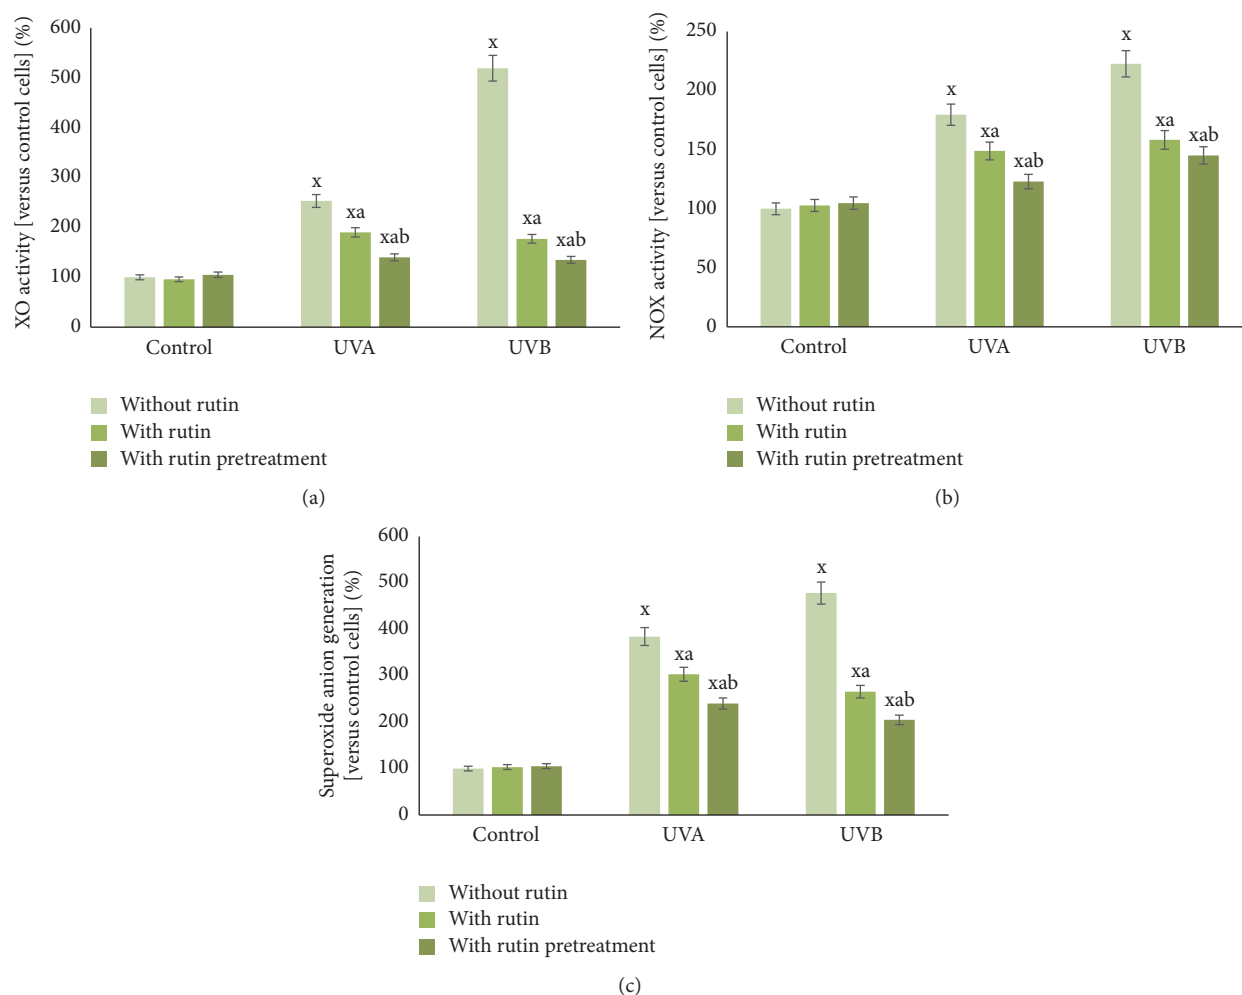 XO activity [versus control cells] (%)
600
500
400
300
200
100
0
x
xa
xab
x
xa
xab
Control
UVA
UVB
Without rutin
With rutin
With rutin pretreatment
(a)
NOX activity [versus control cells] (%)
250
200
150
100
50
0
x
xa
xab
x
xa
xab
Control
UVA
UVB
Without rutin
With rutin
With rutin pretreatment
(b)
Superoxide anion generation
[versus control cells] (%)
600
500
400
300
200
100
0
x
xa
xab
x
xa
xab
Control
UVA
UVB
Without rutin
With rutin
With rutin pretreatment
(c)